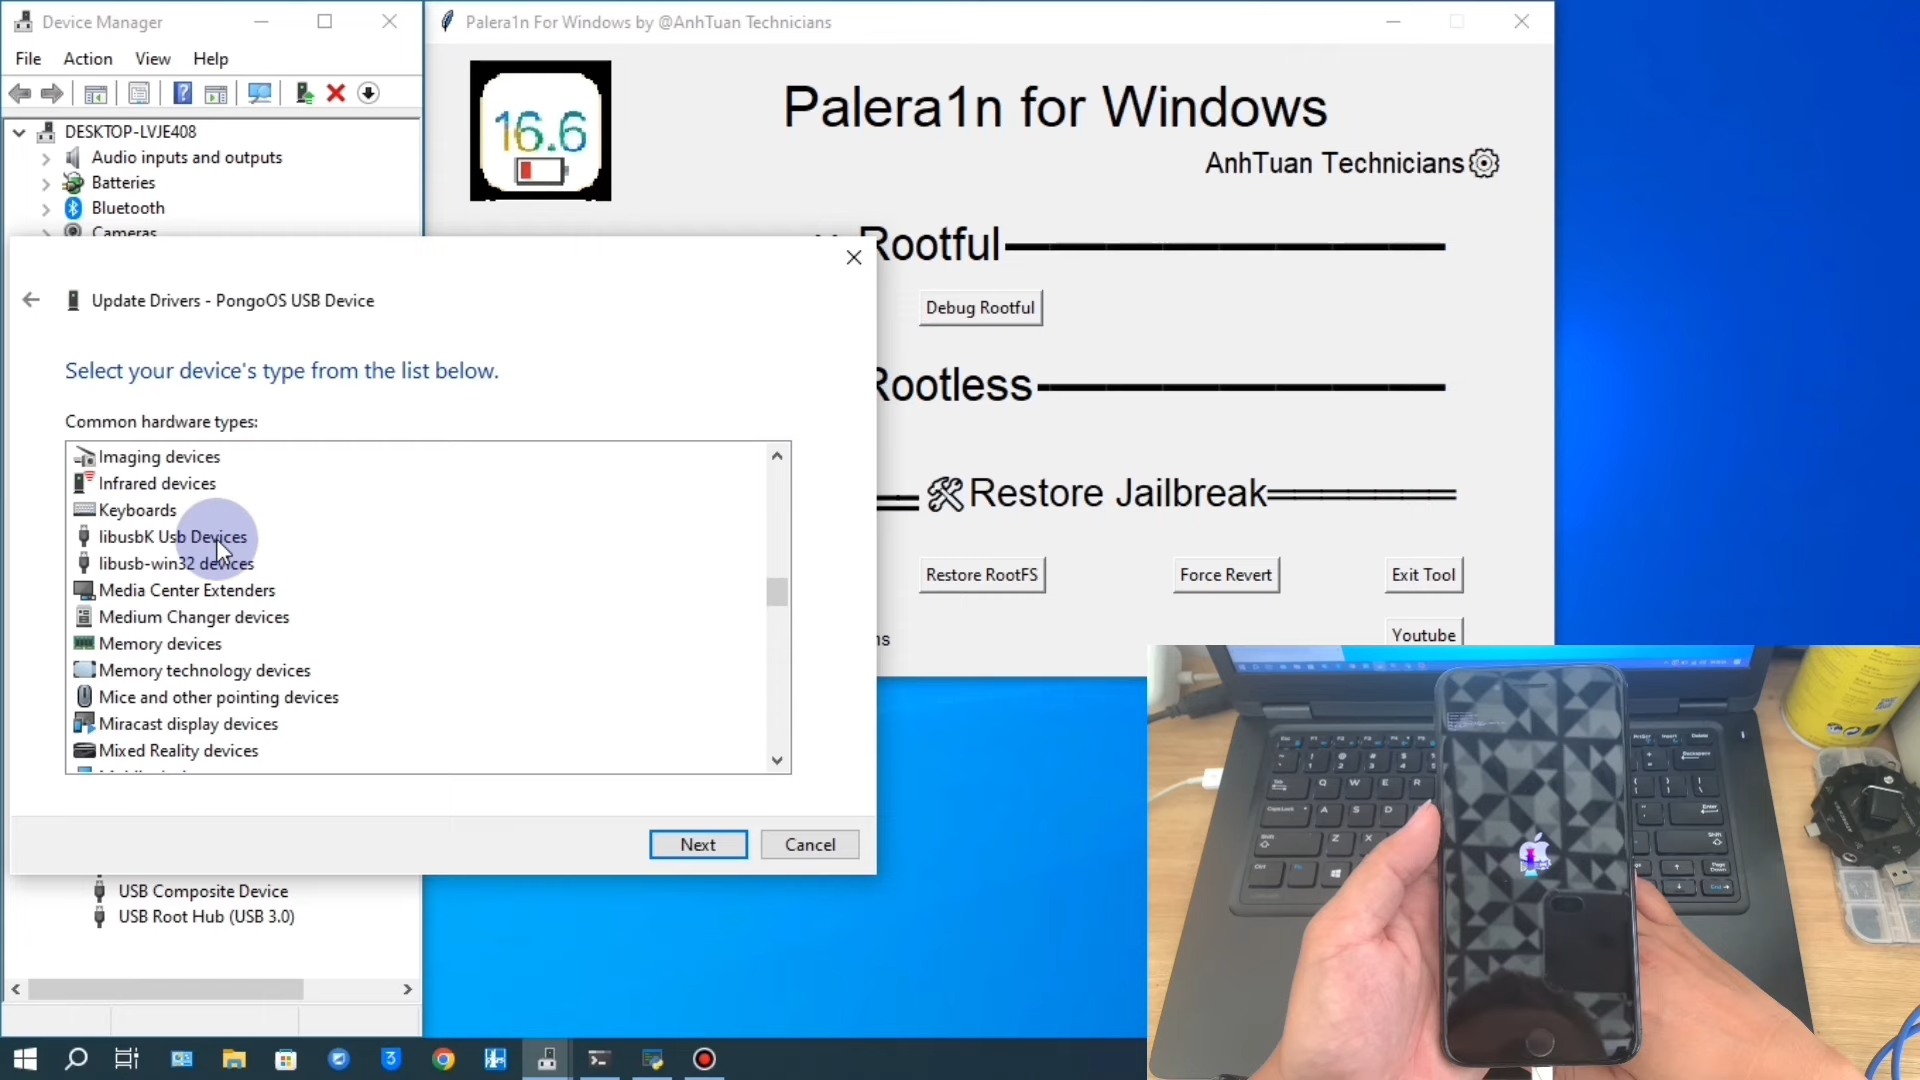 Device Manager
Palera1n For Windows by @AnhTuan Technicians
File Action View Help
DESKTOP-LVJE408
Audio inputs and outputs
Batteries
Bluetooth
Cameras
16.6
Palera1n for Windows
AnhTuan Technicians
Rootful
Debug Rootful
Rootless
Restore Jailbreak
Restore RootFS
Force Revert
Exit Tool
Youtube
ns
Update Drivers - PongoOS USB Device
Select your device's type from the list below.
Common hardware types:
Imaging devices
Infrared devices
Keyboards
libusbK Usb Devices
libusb-win32 devices
Media Center Extenders
Medium Changer devices
Memory devices
Memory technology devices
Mice and other pointing devices
Miracast display devices
Mixed Reality devices
Next
Cancel
USB Composite Device
USB Root Hub (USB 3.0)